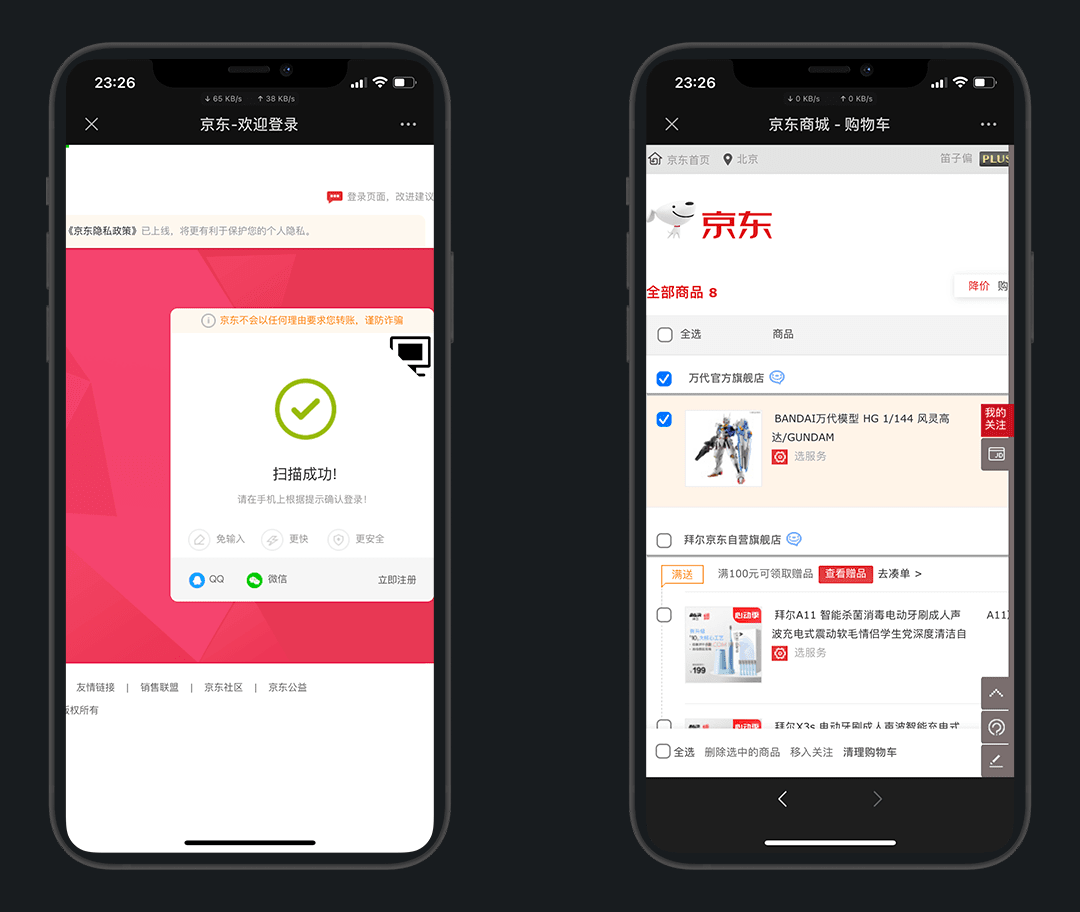 23:26
↓ 65 KB/s ↑ 38 KB/s
京东-欢迎登录
登录页面，改进建议
《京东隐私政策》已上线，将更有利于保护您的个人隐私。
京东不会以任何理由要求您转账，谨防诈骗
扫描成功!
请在手机上根据提示确认登录!
免输入 更快 更安全
QQ 微信 立即注册
友情链接 | 销售联盟 | 京东社区 | 京东公益
版权所有
23:26
↓ 0 KB/s ↑ 0 KB/s
京东商城 - 购物车
京东首页 北京 笛子偏 PLUS
京东
全部商品 8
降价 购
全选 商品
万代官方旗舰店
BANDAI万代模型 HG 1/144 风灵高
达/GUNDAM
选服务
我的
关注
JD
拜尔京东自营旗舰店
满送 满100元可领取赠品 查看赠品 去凑单 >
拜尔A11 智能杀菌消毒电动牙刷成人声 A11
波充电式震动软毛情侣学生党深度清洁自
选服务
心动季
199
拜尔X3s 电动牙刷成人声波智能充电式
心动季
全选 删除选中的商品 移入关注 清理购物车